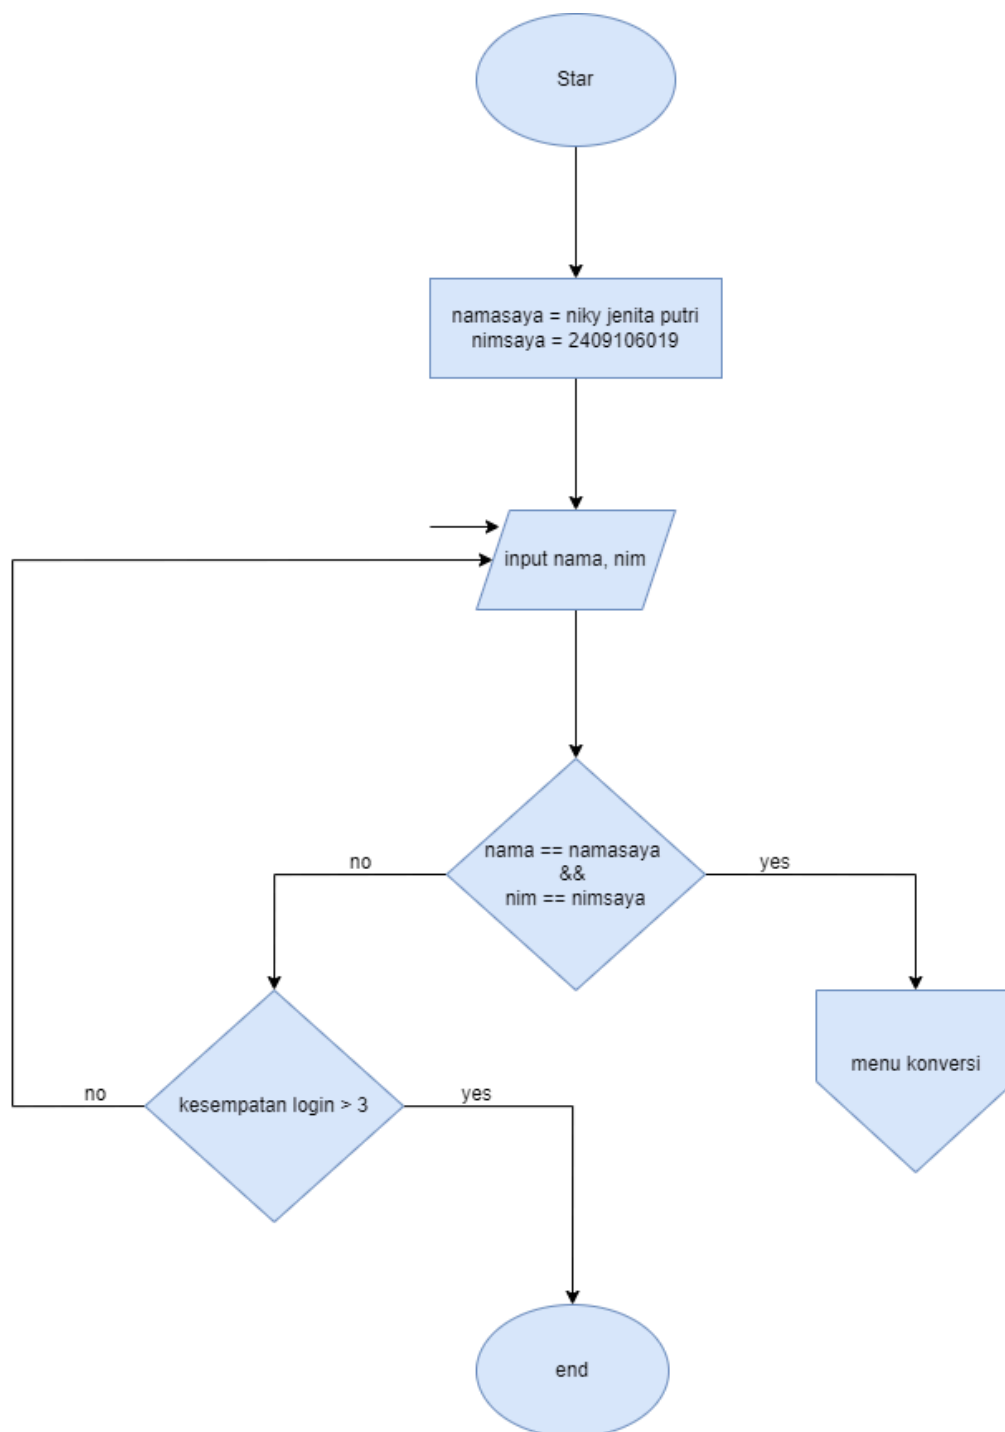 Star
namasaya = niky jenita putri
nimsaya = 2409106019
input nama, nim
nama == namasaya
&&
nim == nimsaya
no
yes
menu konversi
kesempatan login > 3
no
yes
end